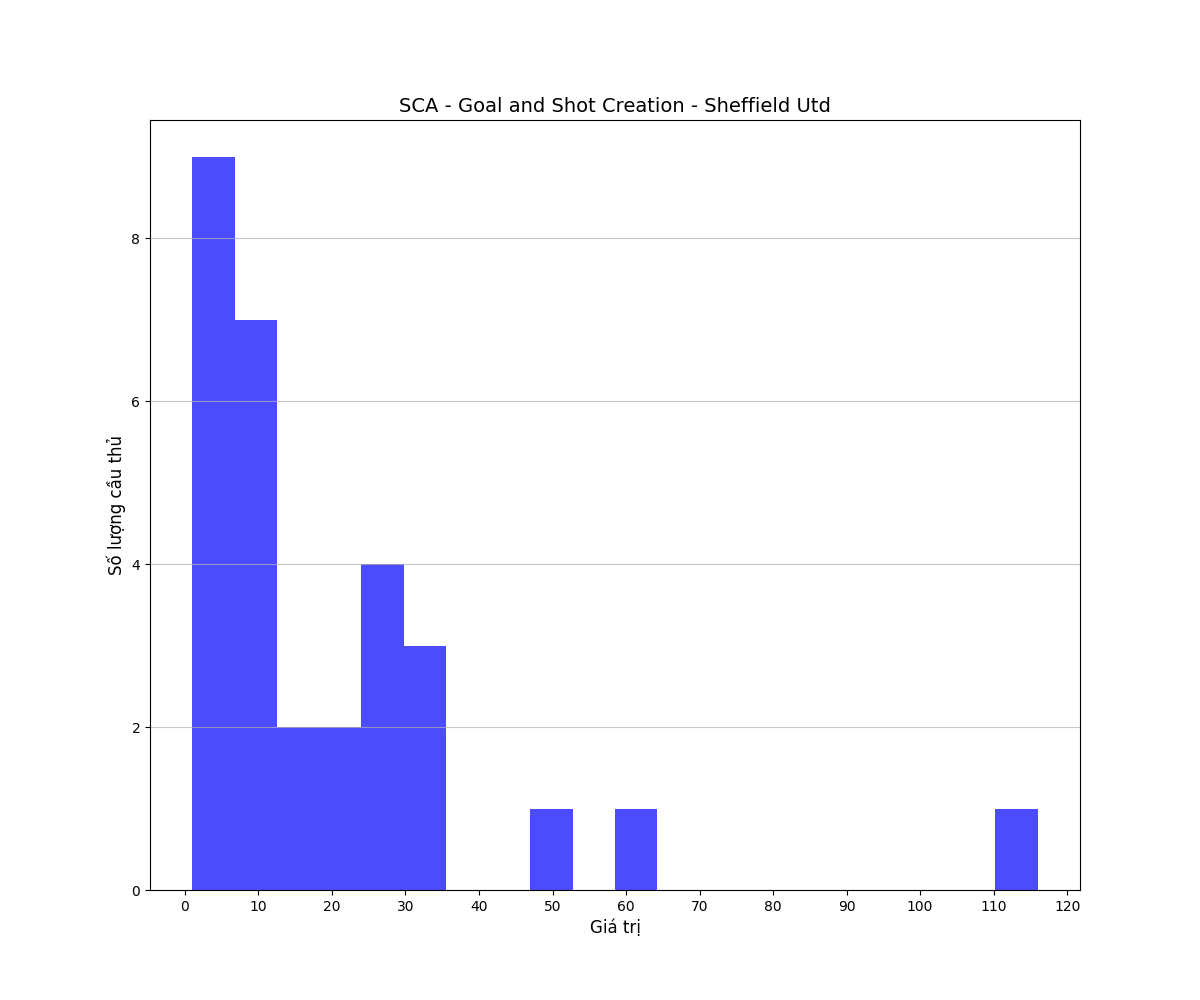 SCA - Goal and Shot Creation - Sheffield Utd
Số lượng cầu thủ
8
6
4
2
0
0 10 20 30 40 50 60 70 80 90 100 110 120
Giá trị